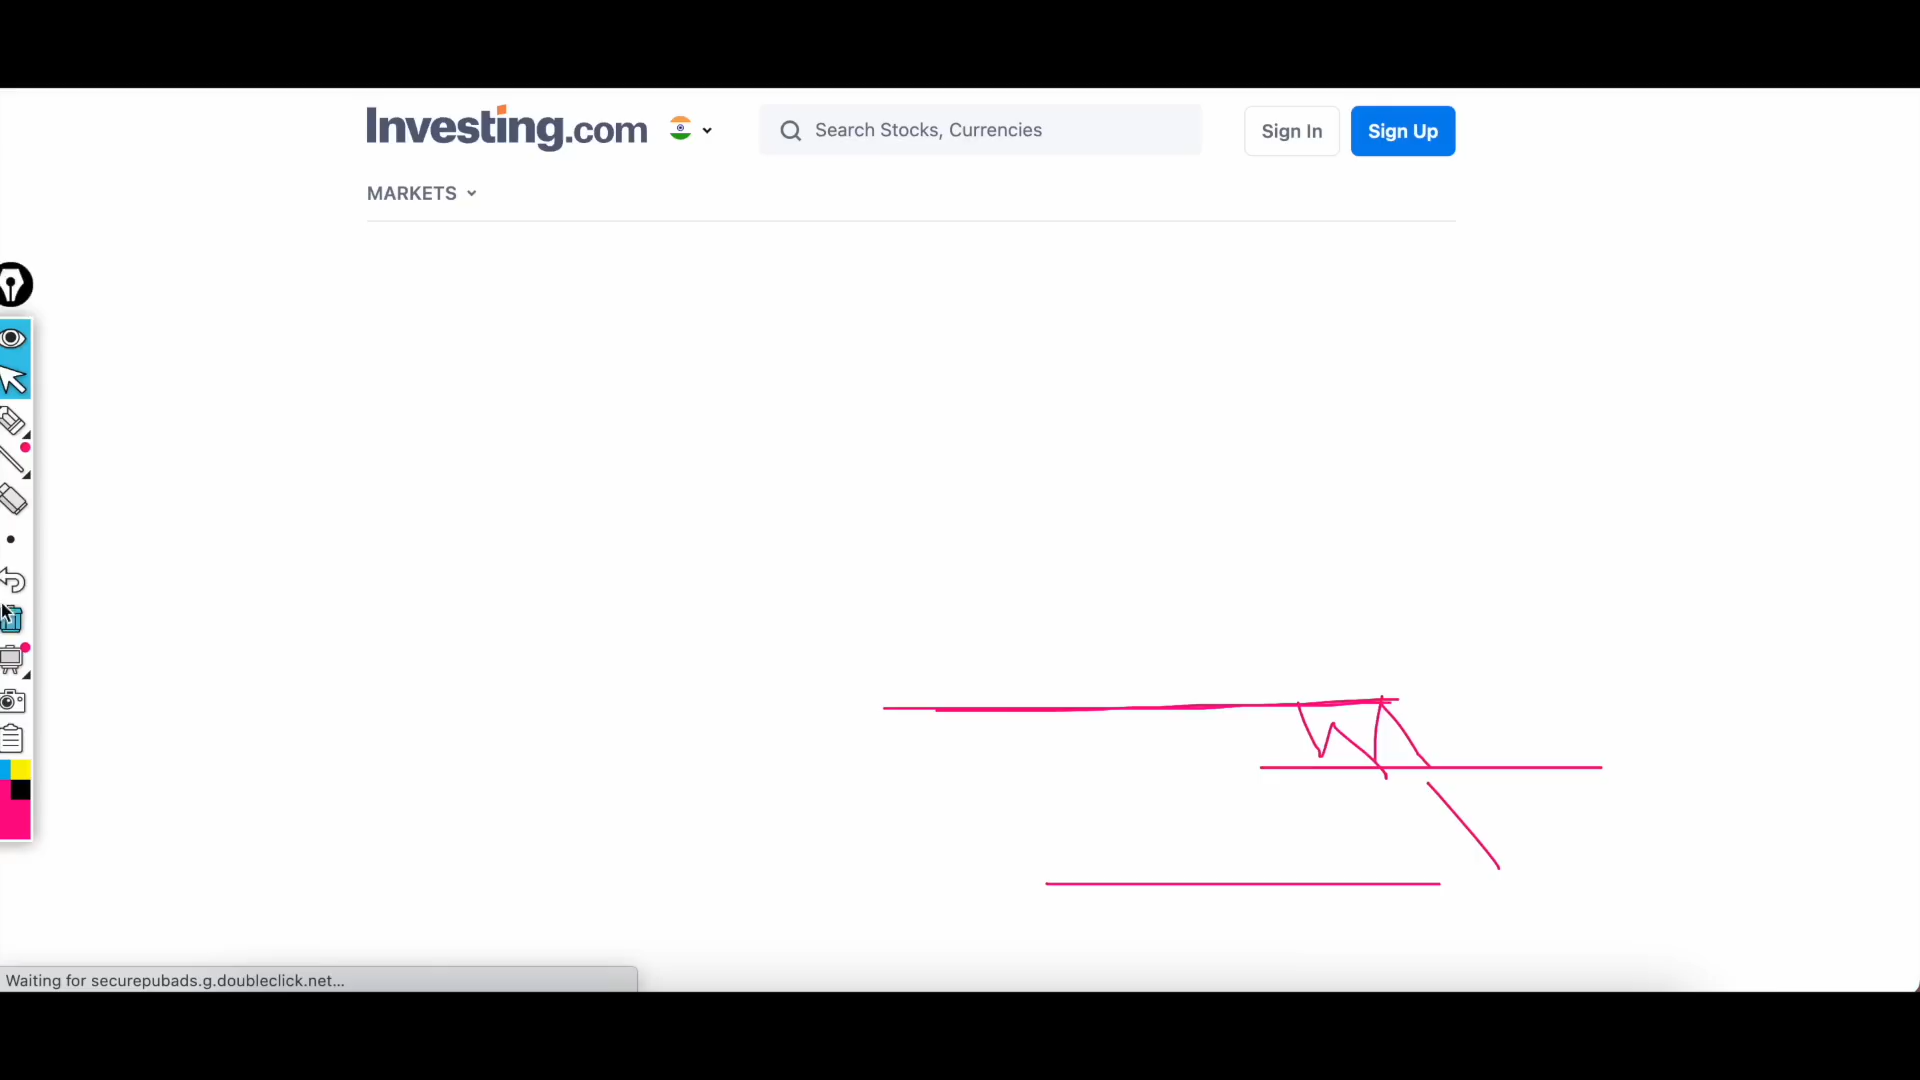 Investing.com
Search Stocks, Currencies
Sign In
Sign Up
MARKETS
Waiting for securepubads.g.doubleclick.net...